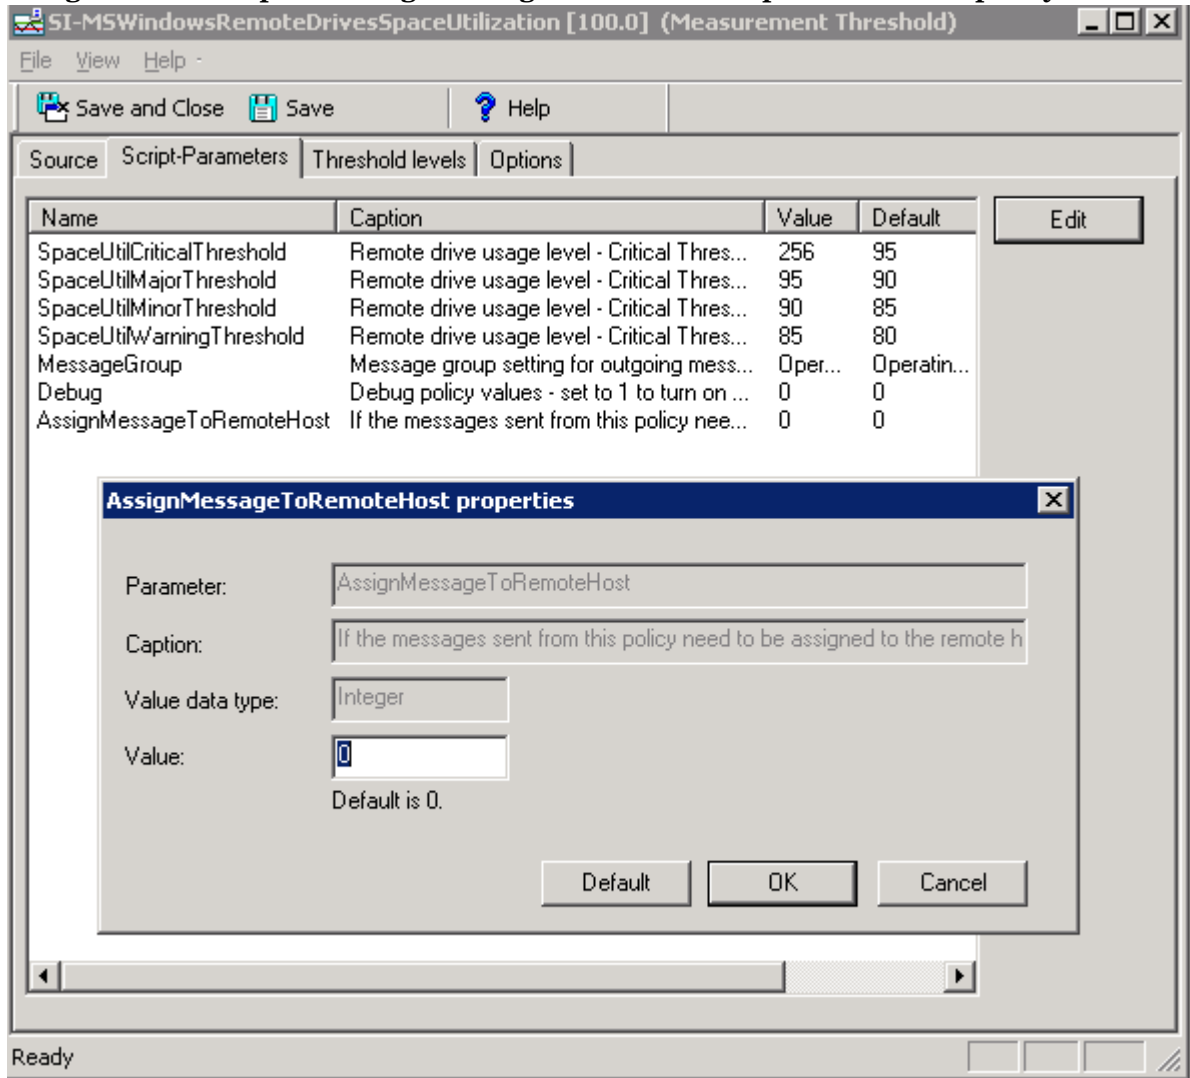 SI-MSWindowsRemoteDrivesSpaceUtilization [100.0] (Measurement Threshold)
File View Help
Save and Close Save Help
Source Script-Parameters Threshold levels Options
Name Caption Value Default Edit
SpaceUtilCriticalThreshold Remote drive usage level - Critical Thres... 256 95
SpaceUtilMajorThreshold Remote drive usage level - Critical Thres... 95 90
SpaceUtilMinorThreshold Remote drive usage level - Critical Thres... 90 85
SpaceUtilWarningThreshold Remote drive usage level - Critical Thres... 85 80
MessageGroup Message group setting for outgoing mess... Oper... Operatin...
Debug Debug policy values - set to 1 to turn on ... 0 0
AssignMessageToRemoteHost If the messages sent from this policy nee... 0 0
AssignMessageToRemoteHost properties
Parameter: AssignMessageToRemoteHost
Caption: If the messages sent from this policy need to be assigned to the remote h
Value data type: Integer
Value: 0
Default is 0.
Default OK Cancel
Ready